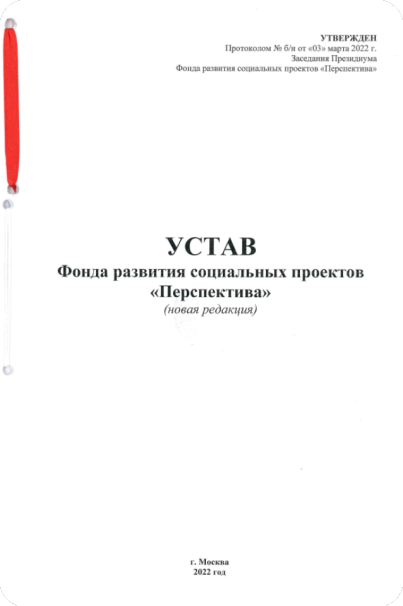 УТВЕРЖДЕН
Протоколом № б/н от «03» марта 2022 г.
Заседания Президиума
Фонда развития социальных проектов «Перспектива»
УСТАВ
Фонда развития социальных проектов
«Перспектива»
(новая редакция)
г. Москва
2022 год